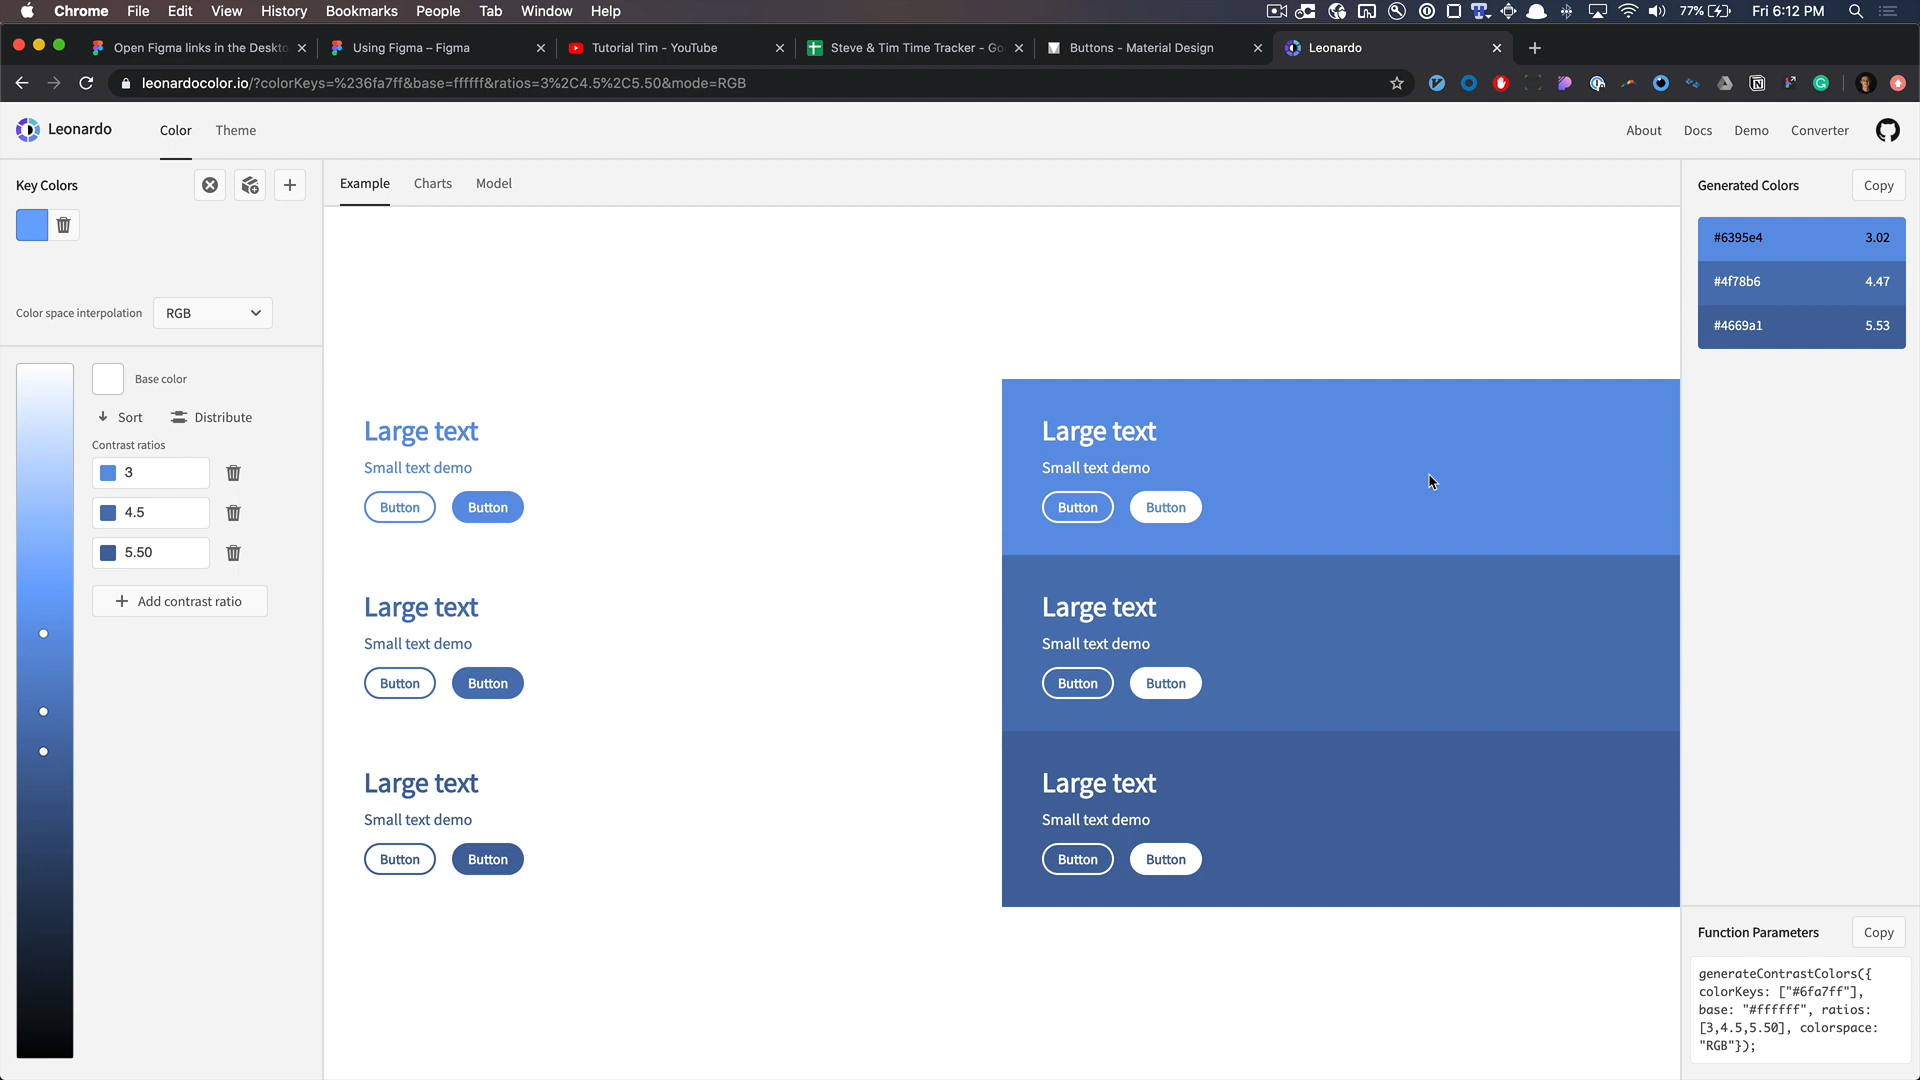 Chrome File Edit View History Bookmarks People Tab Window Help 77% Fri 6:12 PM
Open Figma links in the Deskto Using Figma – Figma Tutorial Tim - YouTube Steve & Tim Time Tracker - Go Buttons - Material Design Leonardo
leonardocolor.io/?colorKeys=%236fa7ff&base=ffffff&ratios=3%2C4.5%2C5.50&mode=RGB
Leonardo Color Theme About Docs Demo Converter
Key Colors
Color space interpolation RGB
Base color
Sort Distribute
Contrast ratios
3
4.5
5.50
Add contrast ratio
Example Charts Model
Large text
Small text demo
Button Button
Large text
Small text demo
Button Button
Large text
Small text demo
Button Button
Large text
Small text demo
Button Button
Large text
Small text demo
Button Button
Large text
Small text demo
Button Button
Generated Colors Copy
#6395e4 3.02
#4f78b6 4.47
#4669a1 5.53
Function Parameters Copy
generateContrastColors({
colorKeys: ["#6fa7ff"],
base: "#ffffff", ratios:
[3,4.5,5.50], colorspace:
"RGB"});